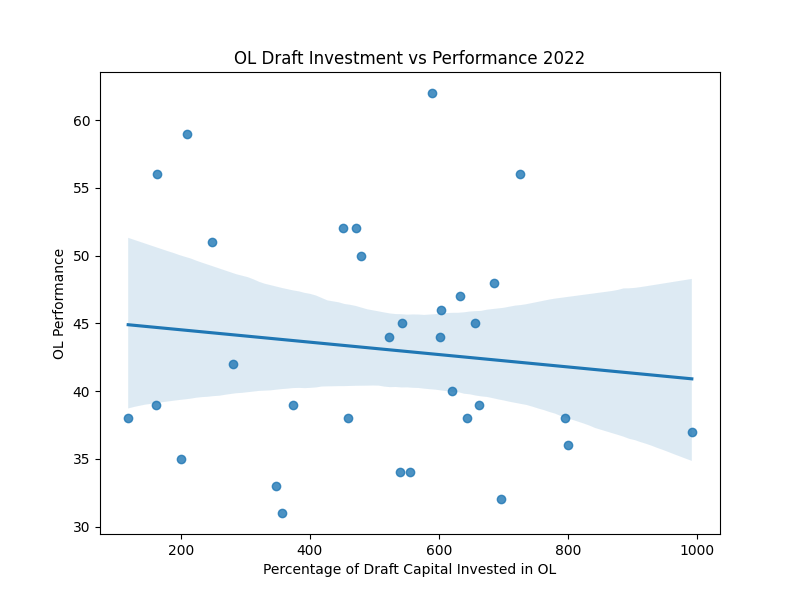 OL Draft Investment vs Performance 2022
60
55
50
45
40
35
30
OL Performance
200 400 600 800 1000
Percentage of Draft Capital Invested in OL